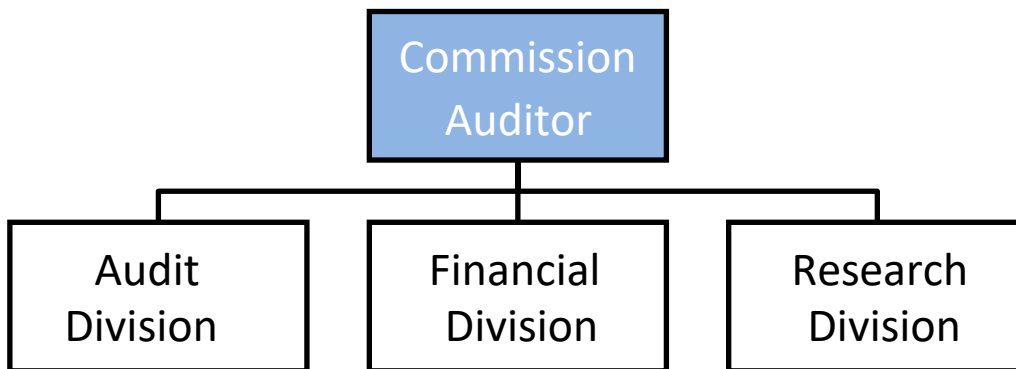 Commission
Auditor
Audit
Division
Financial
Division
Research
Division